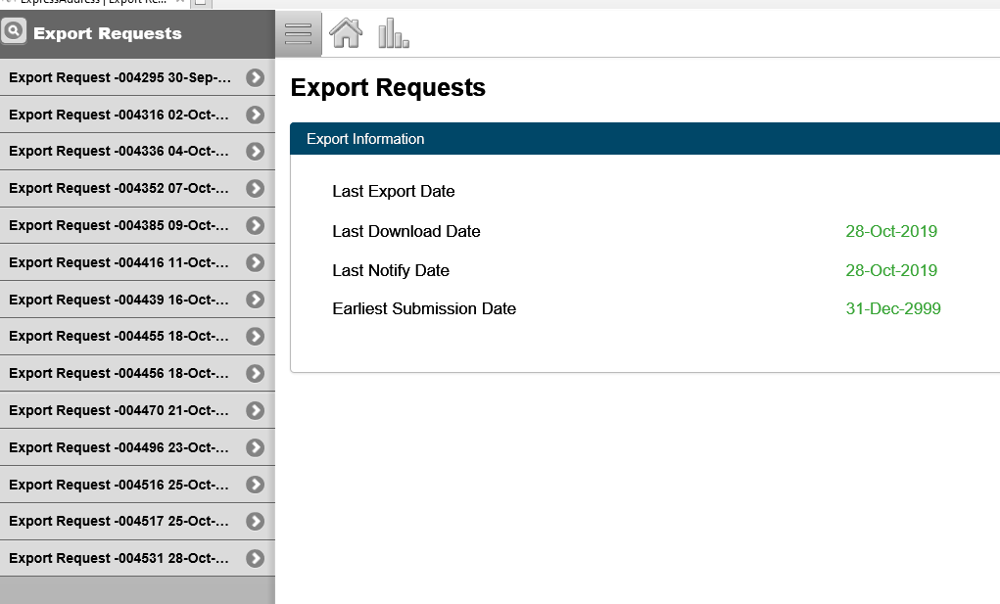 ExpressAddress | Export Re...
Export Requests
Export Request -004295 30-Sep-...
Export Request -004316 02-Oct-...
Export Request -004336 04-Oct-...
Export Request -004352 07-Oct-...
Export Request -004385 09-Oct-...
Export Request -004416 11-Oct-...
Export Request -004439 16-Oct-...
Export Request -004455 18-Oct-...
Export Request -004456 18-Oct-...
Export Request -004470 21-Oct-...
Export Request -004496 23-Oct-...
Export Request -004516 25-Oct-...
Export Request -004517 25-Oct-...
Export Request -004531 28-Oct-...
Export Requests
Export Information
Last Export Date
Last Download Date 28-Oct-2019
Last Notify Date 28-Oct-2019
Earliest Submission Date 31-Dec-2999